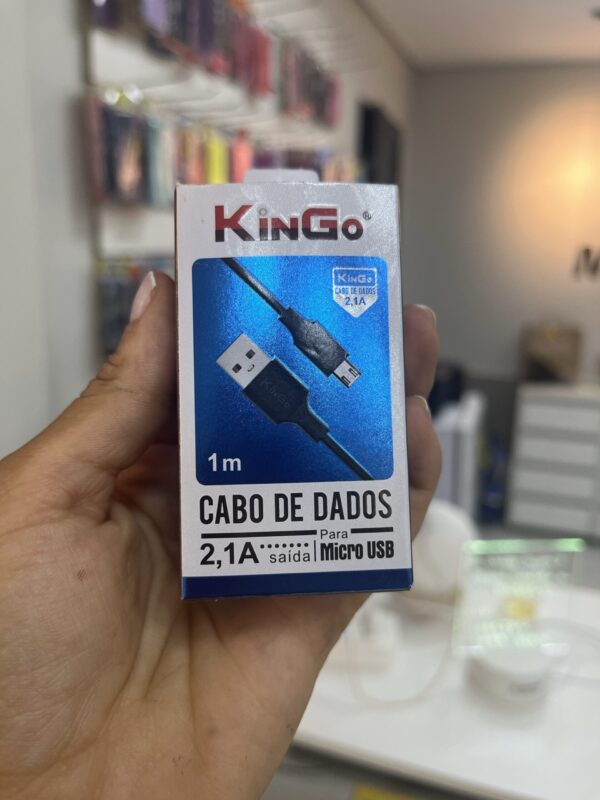 KinGo®
KinGo
CABO DE DADOS
2,1A
KinGo
1m
CABO DE DADOS
2,1A saída Para Micro USB
M